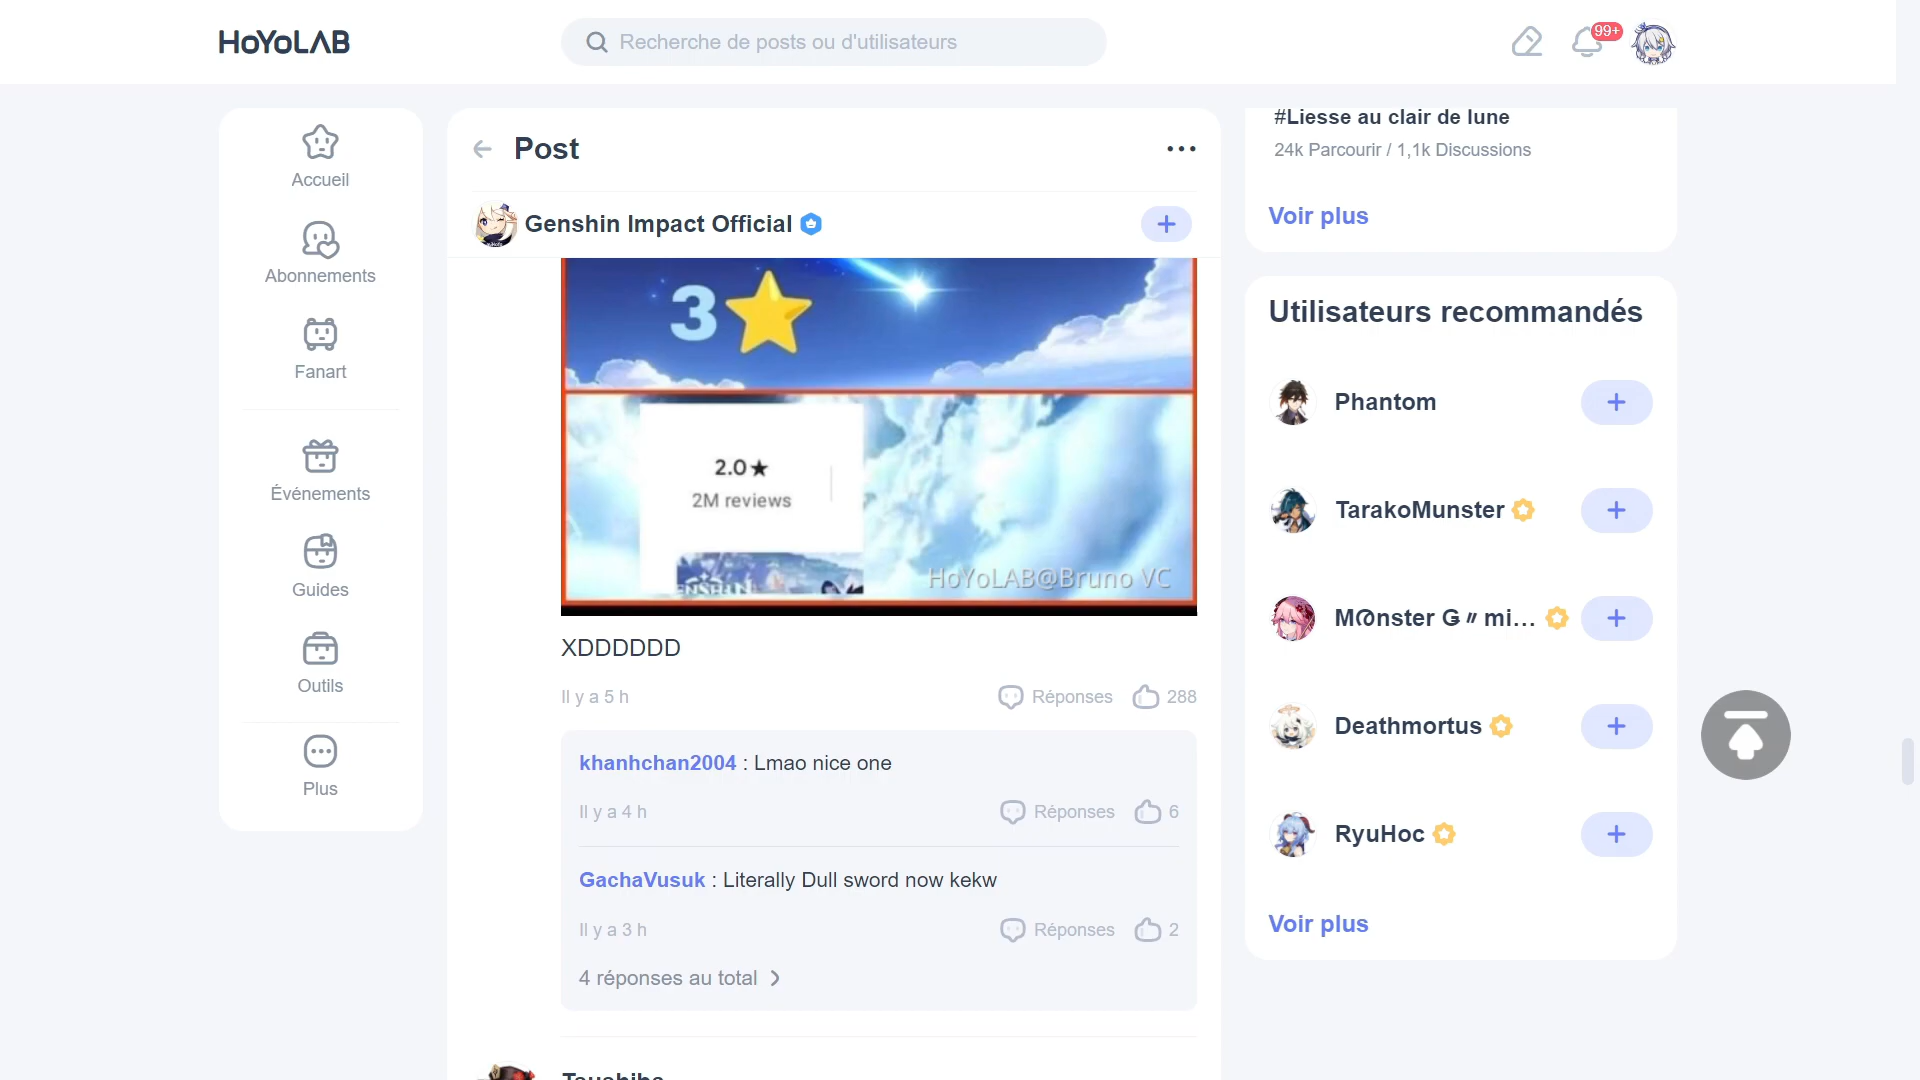 HoYoLAB
Recherche de posts ou d'utilisateurs
99+
Accueil
Abonnements
Fanart
Événements
Guides
Outils
Plus
Post
Genshin Impact Official
3
2.0★
2M reviews
HoYoLAB@Bruno VC
XDDDDDD
Il y a 5 h
Réponses
288
khanhchan2004 : Lmao nice one
Il y a 4 h
Réponses
6
GachaVusuk : Literally Dull sword now kekw
Il y a 3 h
Réponses
2
4 réponses au total
#Liesse au clair de lune
24k Parcourir / 1,1k Discussions
Voir plus
Utilisateurs recommandés
Phantom
TarakoMunster
Deathmortus
RyuHoc
Voir plus